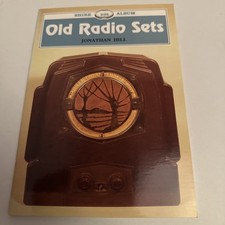 SHIRE ALBUM
Old Radio Sets
JONATHAN HILL